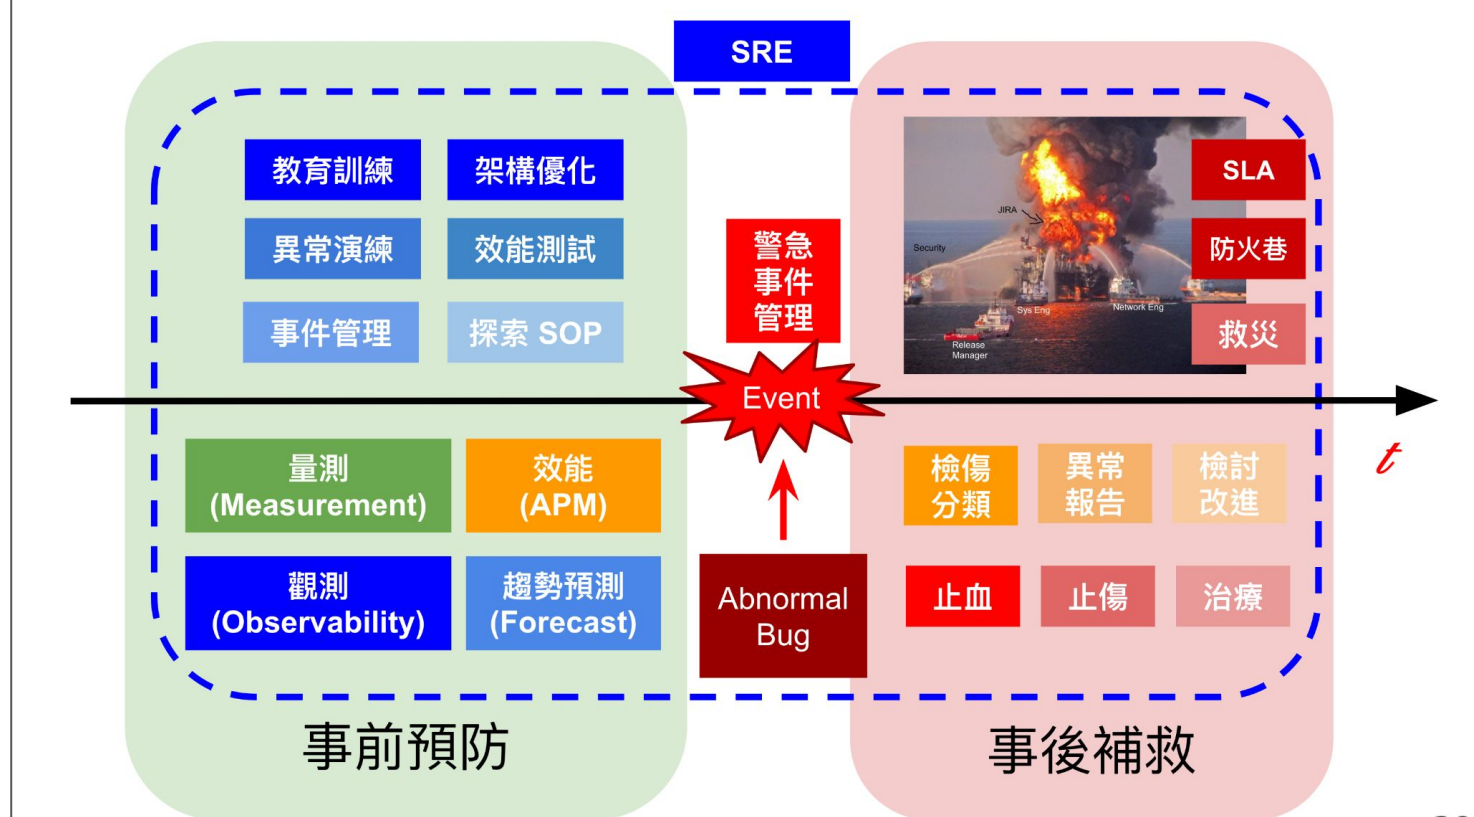 SRE
教育訓練
架構優化
異常演練
效能測試
事件管理
探索 SOP
警急
事件
管理
Event
JIRA
Security
Sys Eng
Network Eng
Release
Manager
SLA
防火巷
救災
t
量測
(Measurement)
效能
(APM)
觀測
(Observability)
趨勢預測
(Forecast)
Abnormal
Bug
檢傷
分類
異常
報告
檢討
改進
止血
止傷
治療
事前預防
事後補救